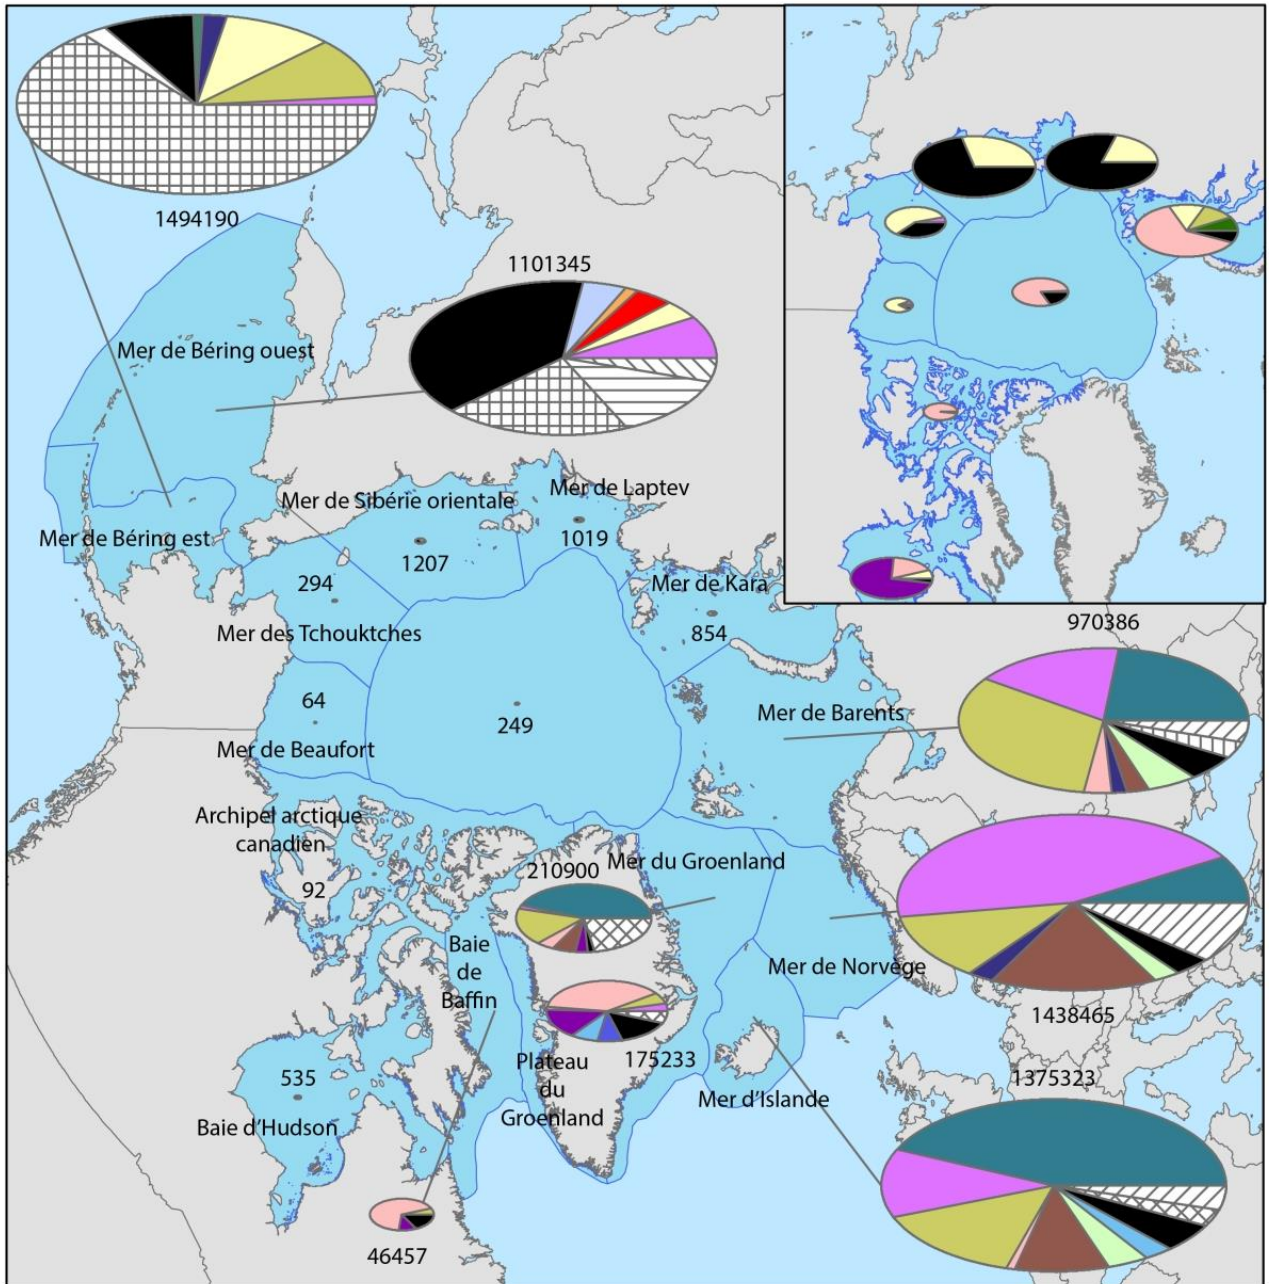 1494190
1101345
Mer de Béring ouest
Mer de Sibérie orientale
Mer de Laptev
Mer de Béring est
1207
1019
294
Mer de Kara
854
970386
Mer des Tchouktches
64
249
Mer de Barents
Mer de Beaufort
Archipel arctique
canadien
92
210900
Mer du Groenland
Baie
de
Baffin
Mer de Norvège
1438465
175233
Plateau
du
Groenland
535
Baie d'Hudson
Mer d'Islande
1375323
46457